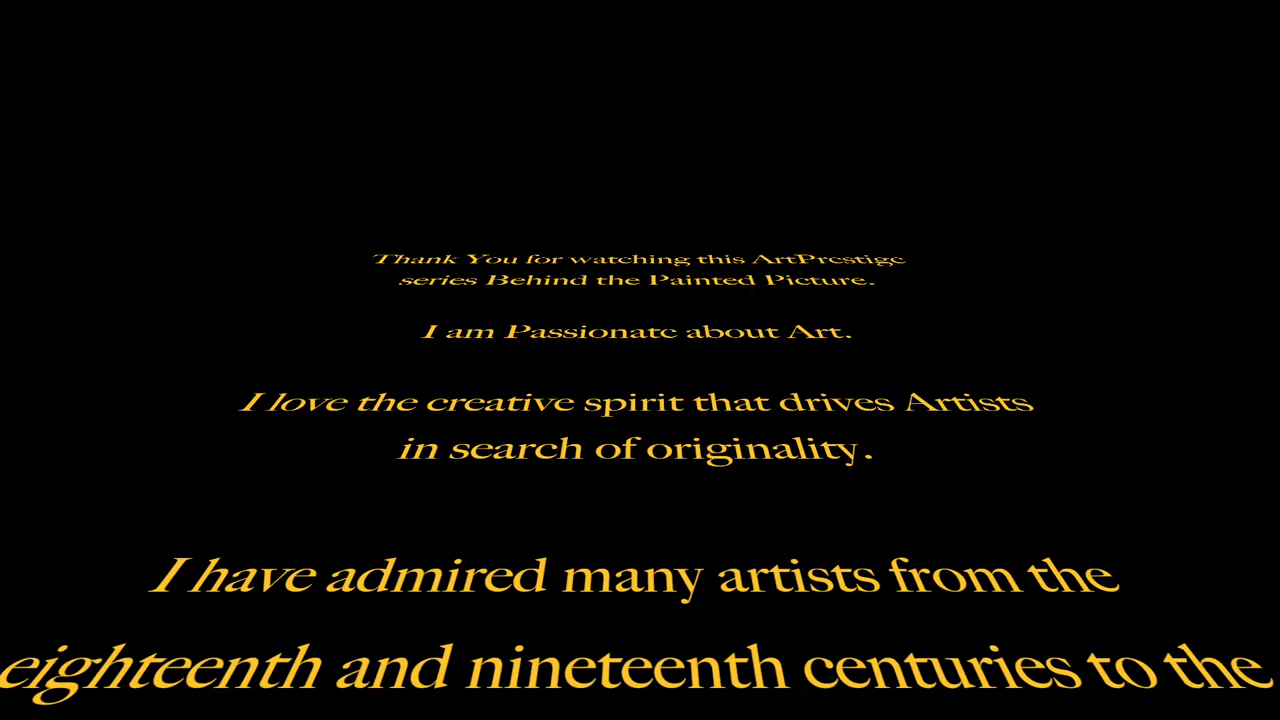 Thank You for watching this ArtPrestige
series Behind the Painted Picture.
I am Passionate about Art.
I love the creative spirit that drives Artists
in search of originality.
I have admired many artists from the
eighteenth and nineteenth centuries to the